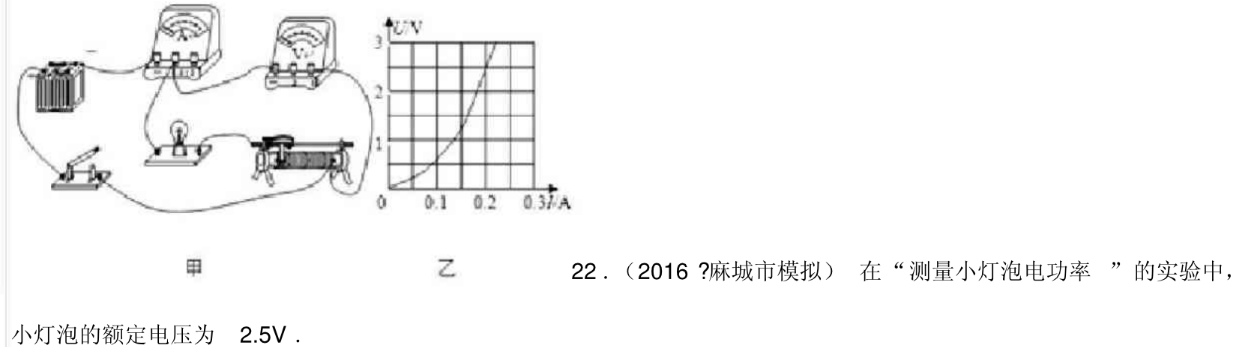 A
V
U/V
3
2
1
0
0.1
0.2
0.3I/A
甲
乙
22 .（2016 ?麻城市模拟） 在“测量小灯泡电功率 ”的实验中，
小灯泡的额定电压为 2.5V .